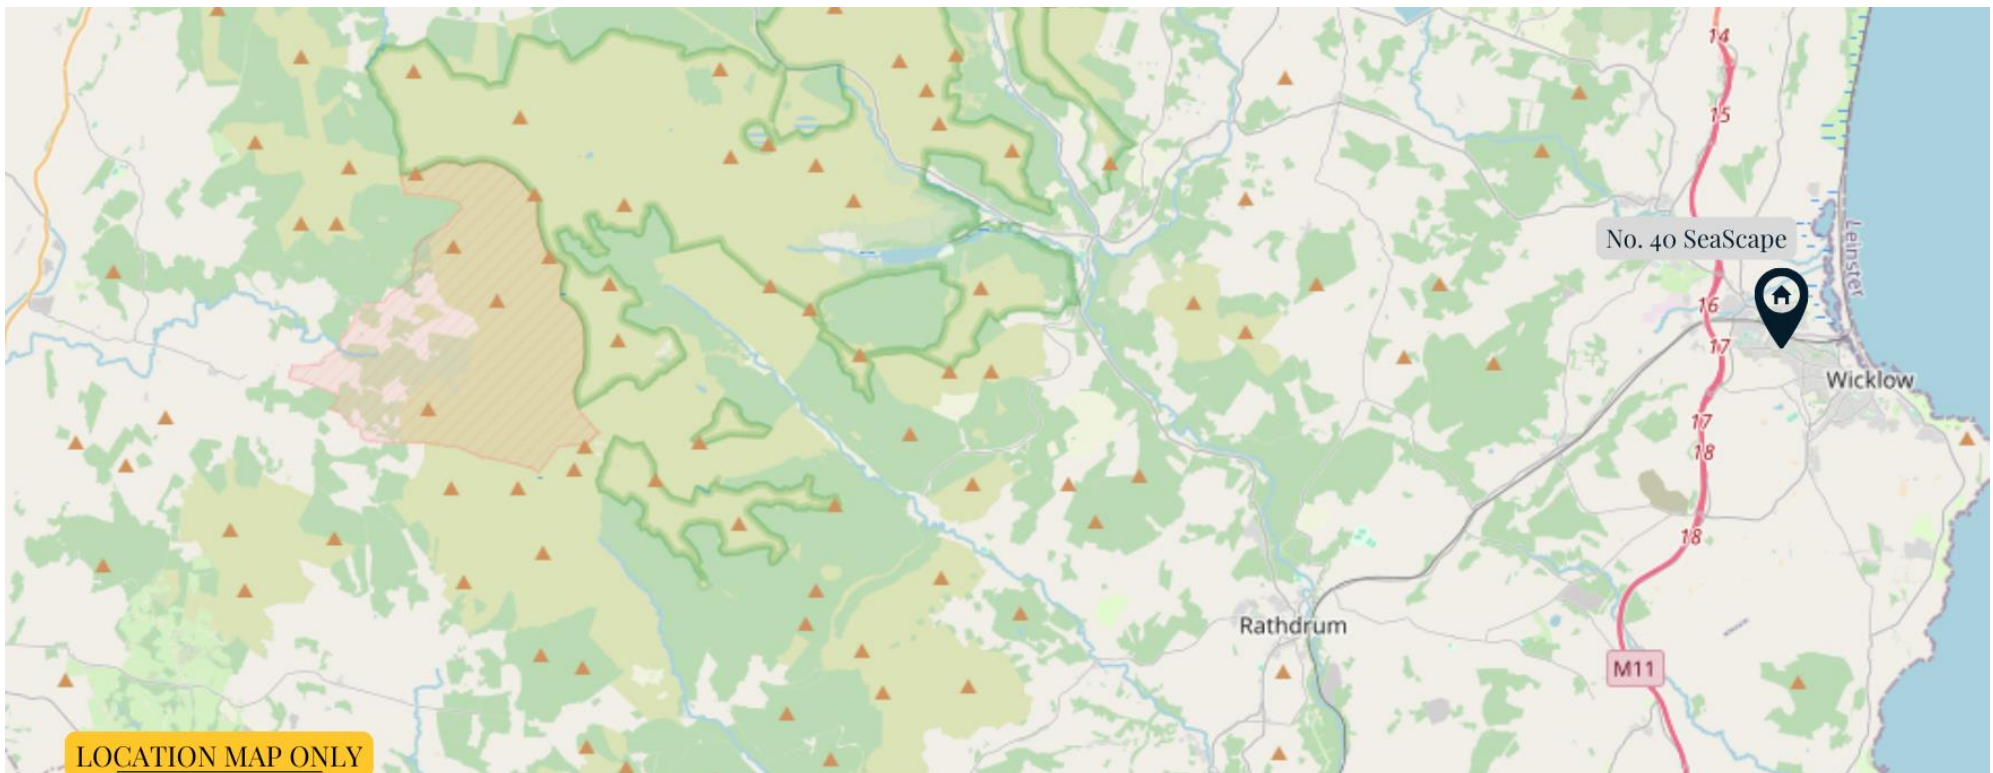 14
15
No. 40 SeaScape
Leinster
16
17
Wicklow
17
18
18
Rathdrum
M11
LOCATION MAP ONLY